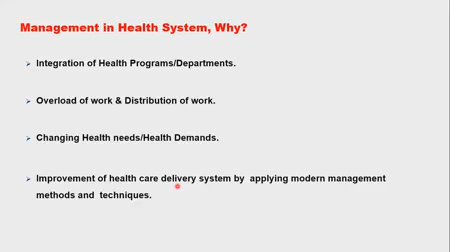 Management in Health System, Why?
➢ Integration of Health Programs/Departments.
➢ Overload of work & Distribution of work.
➢ Changing Health needs/Health Demands.
➢ Improvement of health care delivery system by applying modern management
methods and techniques.